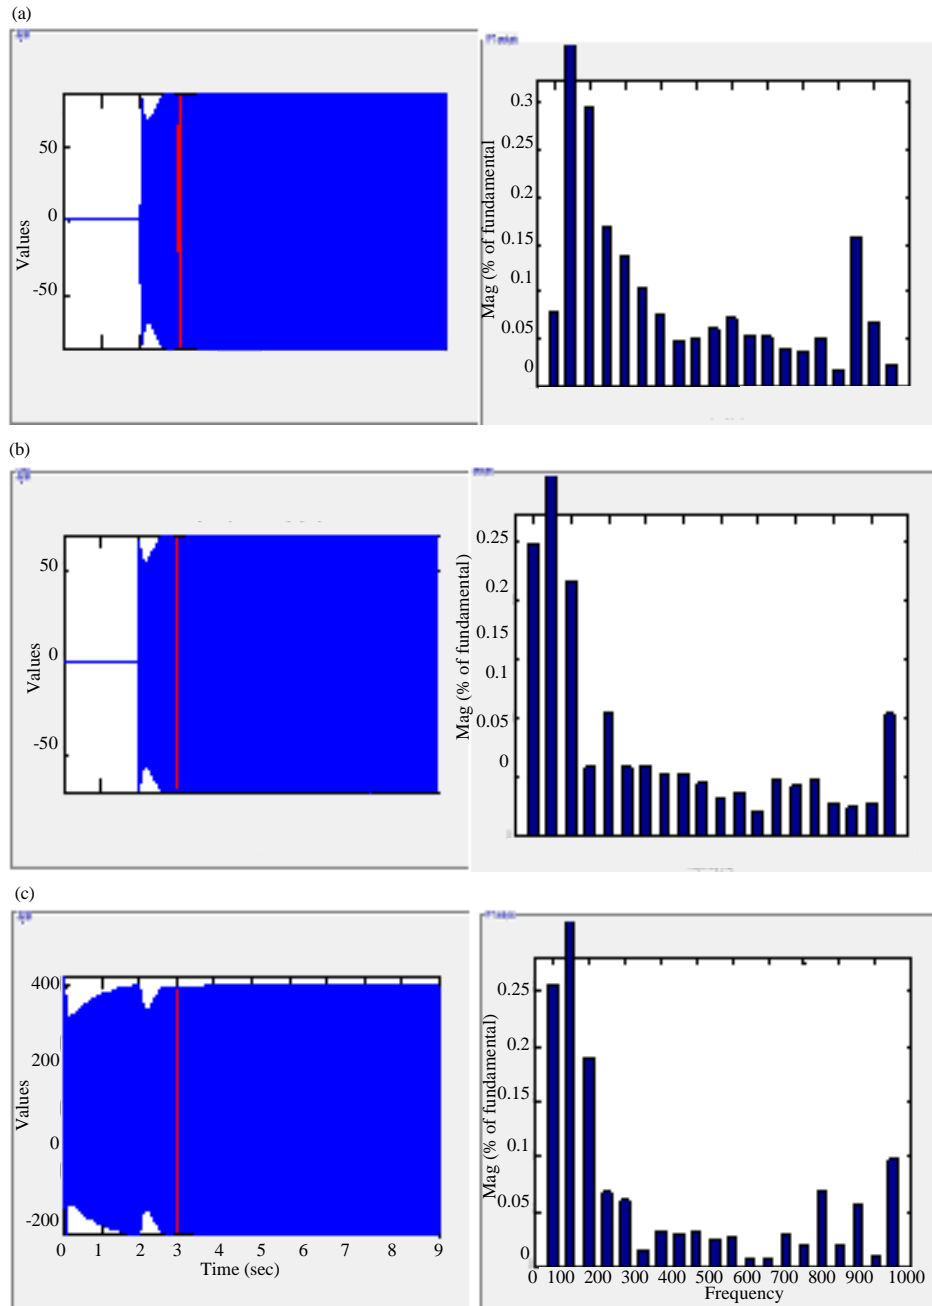 (a)
Values
50
0
-50
Mag (% of fundamental
0.3
0.25
0.2
0.15
0.1
0.05
0
(b)
Values
50
0
-50
Mag (% of fundamental)
0.25
0.2
0.15
0.1
0.05
0
(c)
Values
400
200
0
-200
0 1 2 3 4 5 6 7 8 9
Time (sec)
Mag (% of fundamental)
0.25
0.2
0.15
0.1
0.05
0
0 100 200 300 400 500 600 700 800 900 1000
Frequency